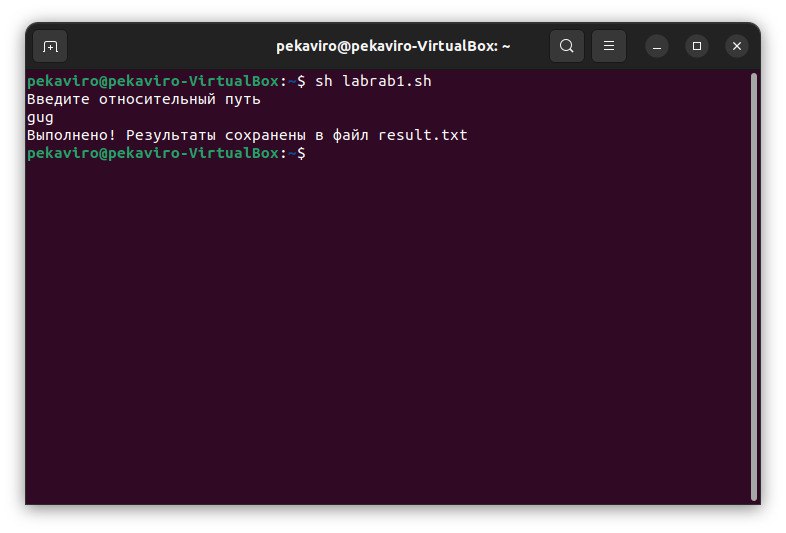 pekaviro@pekaviro-VirtualBox: ~
pekaviro@pekaviro-VirtualBox:~$ sh labrab1.sh
Введите относительный путь
gug
Выполнено! Результаты сохранены в файл result.txt
pekaviro@pekaviro-VirtualBox:~$